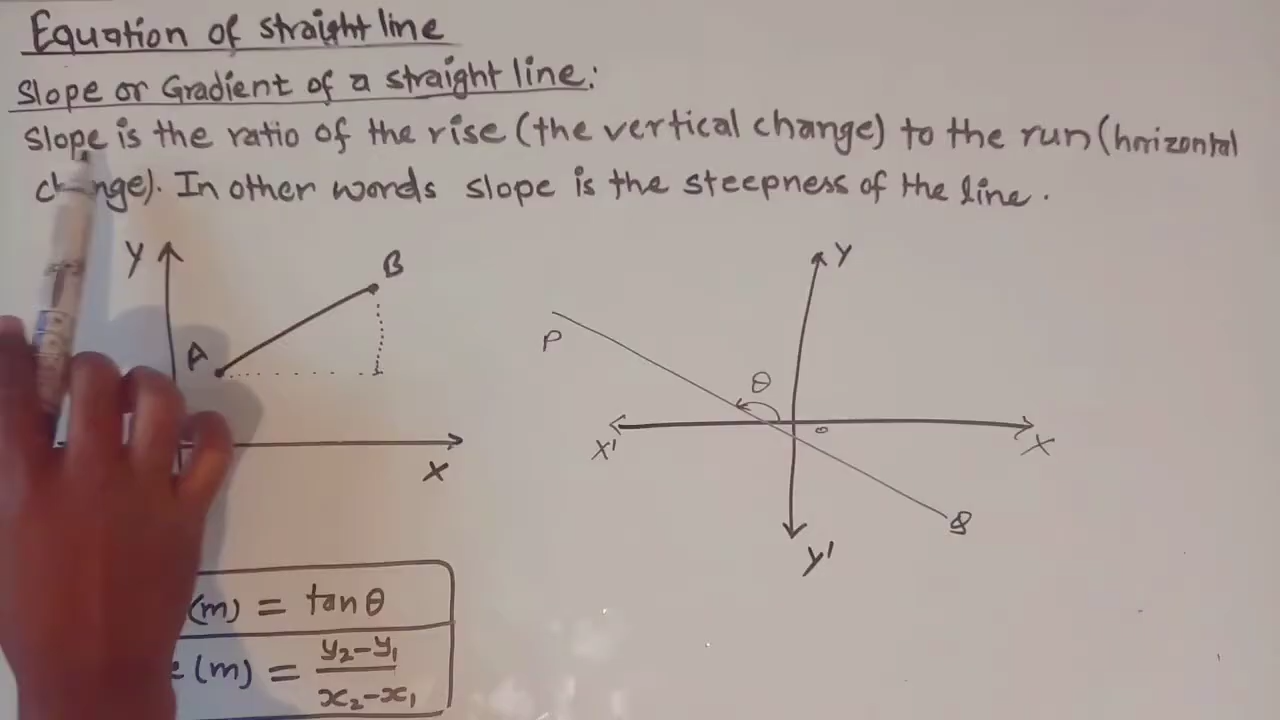 Equation of straight line
Slope or Gradient of a straight line:
Slope is the ratio of the rise (the vertical change) to the run (horizontal
change). In other words slope is the steepness of the line.
Y
B
A
X
Y
P
θ
X'
o
X
Q
Y'
(m) = tan θ
e (m) = y₂-y₁
x₂-x₁